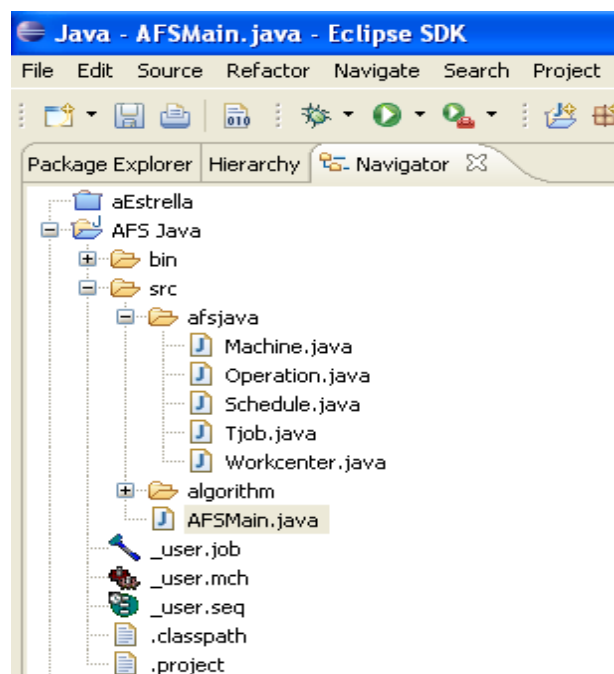 Java - AFSMain.java - Eclipse SDK
File Edit Source Refactor Navigate Search Project
010
Package Explorer Hierarchy Navigator
aEstrella
AFS Java
bin
src
afsjava
Machine.java
Operation.java
Schedule.java
Tjob.java
Workcenter.java
algorithm
AFSMain.java
_user.job
_user.mch
_user.seq
.classpath
.project